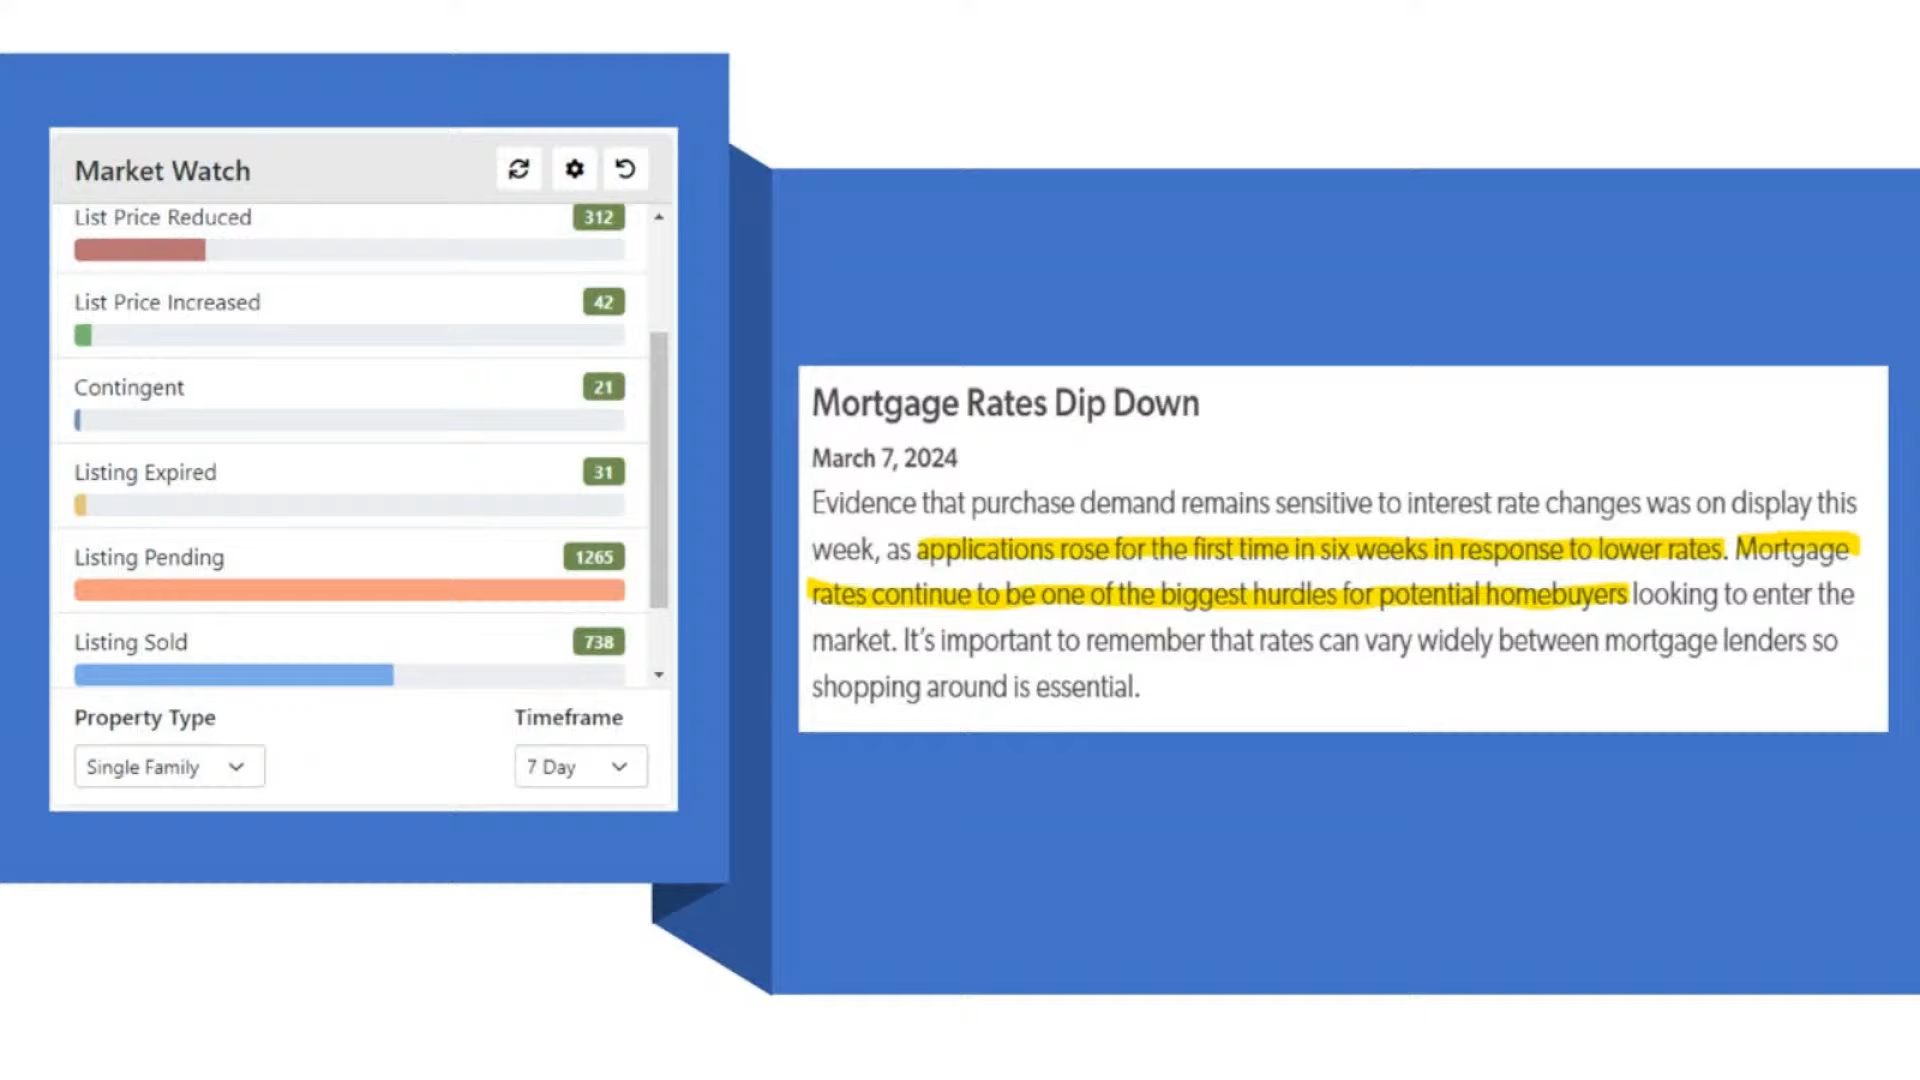 Market Watch
List Price Reduced 312
List Price Increased 42
Contingent 21
Listing Expired 31
Listing Pending 1265
Listing Sold 738
Property Type Timeframe
Single Family 7 Day
Mortgage Rates Dip Down
March 7, 2024
Evidence that purchase demand remains sensitive to interest rate changes was on display this
week, as applications rose for the first time in six weeks in response to lower rates. Mortgage
rates continue to be one of the biggest hurdles for potential homebuyers looking to enter the
market. It’s important to remember that rates can vary widely between mortgage lenders so
shopping around is essential.